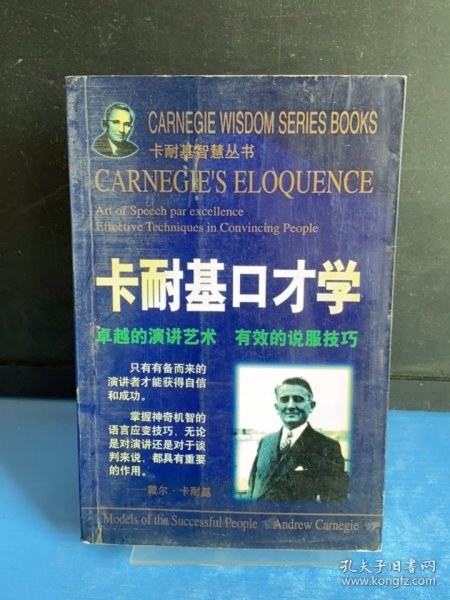 CARNEGIE WISDOM SERIES BOOKS
卡耐基智慧丛书
CARNEGIE'S ELOQUENCE
Art of Speech par excellence
Effective Techniques in Convincing People
卡耐基口才学
卓越的演讲艺术 有效的说服技巧
只有有备而来的
演讲者才能获得自信
和成功。
掌握神奇机智的
语言应变技巧，无论
是对演讲还是对于谈
判来说，都具有重要
的作用。
——戴尔·卡耐基
Models of the Successful People Andrew Carnegie
孔夫子旧书网
www.kongfz.com